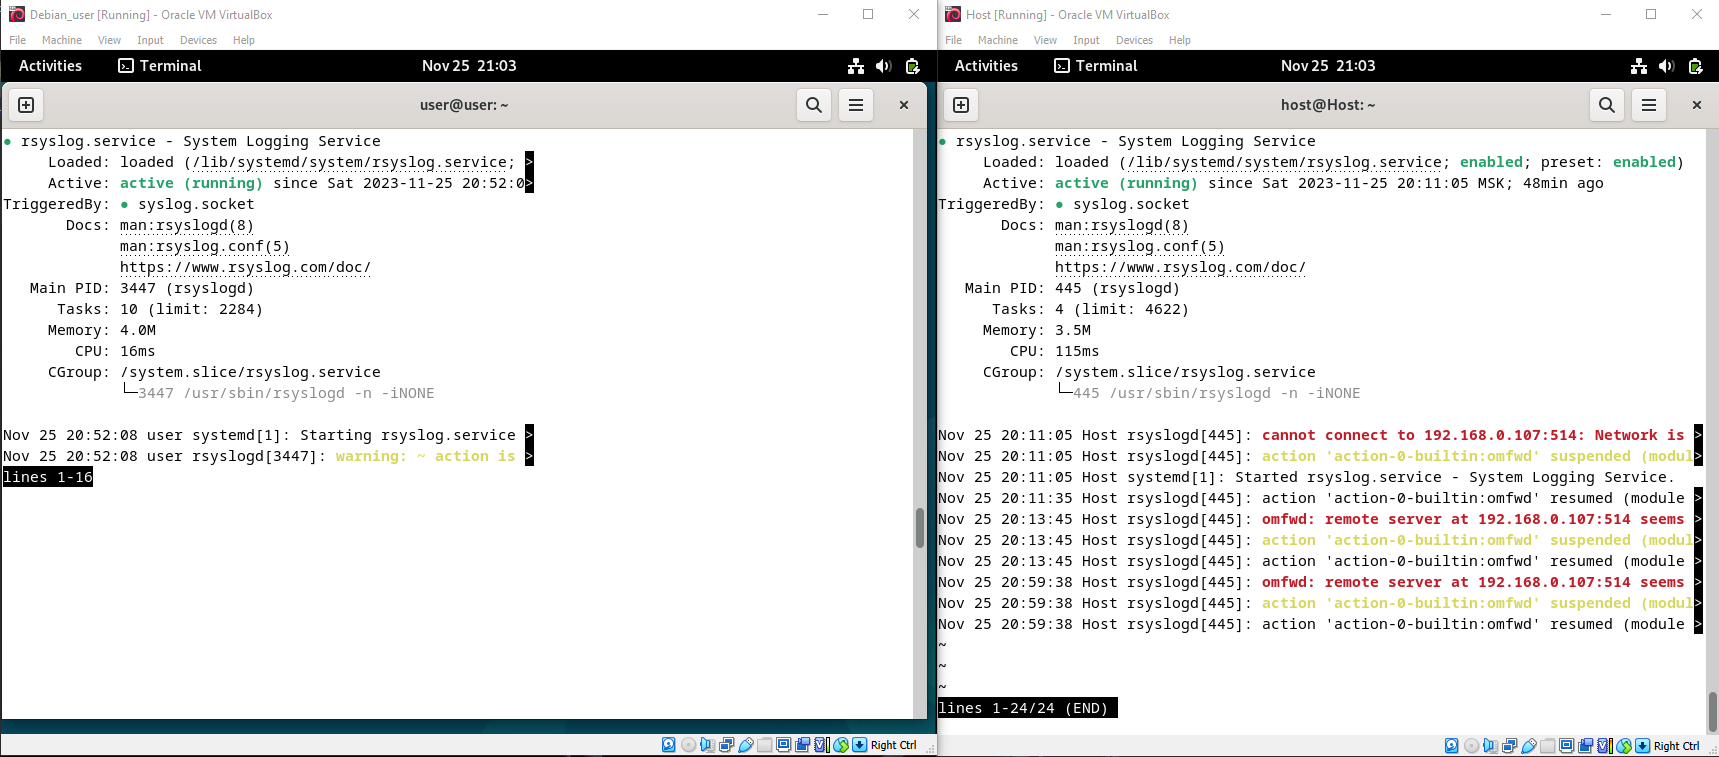 Debian_user [Running] - Oracle VM VirtualBox
File Machine View Input Devices Help
Activities Terminal Nov 25 21:03
user@user: ~
● rsyslog.service - System Logging Service
Loaded: loaded (/lib/systemd/system/rsyslog.service; >
Active: active (running) since Sat 2023-11-25 20:52:0>
TriggeredBy: ● syslog.socket
Docs: man:rsyslogd(8)
man:rsyslog.conf(5)
https://www.rsyslog.com/doc/
Main PID: 3447 (rsyslogd)
Tasks: 10 (limit: 2284)
Memory: 4.0M
CPU: 16ms
CGroup: /system.slice/rsyslog.service
└─3447 /usr/sbin/rsyslogd -n -iNONE
Nov 25 20:52:08 user systemd[1]: Starting rsyslog.service >
Nov 25 20:52:08 user rsyslogd[3447]: warning: ~ action is >
lines 1-16
Right Ctrl
Host [Running] - Oracle VM VirtualBox
File Machine View Input Devices Help
Activities Terminal Nov 25 21:03
host@Host: ~
● rsyslog.service - System Logging Service
Loaded: loaded (/lib/systemd/system/rsyslog.service; enabled; preset: enabled)
Active: active (running) since Sat 2023-11-25 20:11:05 MSK; 48min ago
TriggeredBy: ● syslog.socket
Docs: man:rsyslogd(8)
man:rsyslog.conf(5)
https://www.rsyslog.com/doc/
Main PID: 445 (rsyslogd)
Tasks: 4 (limit: 4622)
Memory: 3.5M
CPU: 115ms
CGroup: /system.slice/rsyslog.service
└─445 /usr/sbin/rsyslogd -n -iNONE
Nov 25 20:11:05 Host rsyslogd[445]: cannot connect to 192.168.0.107:514: Network is >
Nov 25 20:11:05 Host rsyslogd[445]: action 'action-0-builtin:omfwd' suspended (modul>
Nov 25 20:11:05 Host systemd[1]: Started rsyslog.service - System Logging Service.
Nov 25 20:11:35 Host rsyslogd[445]: action 'action-0-builtin:omfwd' resumed (module >
Nov 25 20:13:45 Host rsyslogd[445]: omfwd: remote server at 192.168.0.107:514 seems >
Nov 25 20:13:45 Host rsyslogd[445]: action 'action-0-builtin:omfwd' suspended (modul>
Nov 25 20:13:45 Host rsyslogd[445]: action 'action-0-builtin:omfwd' resumed (module >
Nov 25 20:59:38 Host rsyslogd[445]: omfwd: remote server at 192.168.0.107:514 seems >
Nov 25 20:59:38 Host rsyslogd[445]: action 'action-0-builtin:omfwd' suspended (modul>
Nov 25 20:59:38 Host rsyslogd[445]: action 'action-0-builtin:omfwd' resumed (module >
~
~
~
lines 1-24/24 (END)
Right Ctrl